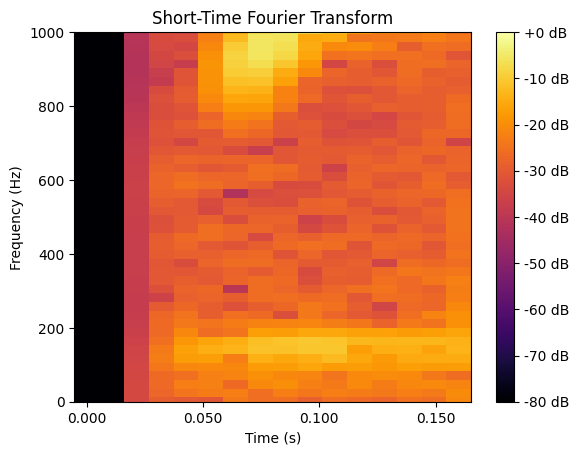 Short-Time Fourier Transform
1000
800
600
400
200
0
Frequency (Hz)
0.000
0.050
0.100
0.150
Time (s)
+0 dB
-10 dB
-20 dB
-30 dB
-40 dB
-50 dB
-60 dB
-70 dB
-80 dB